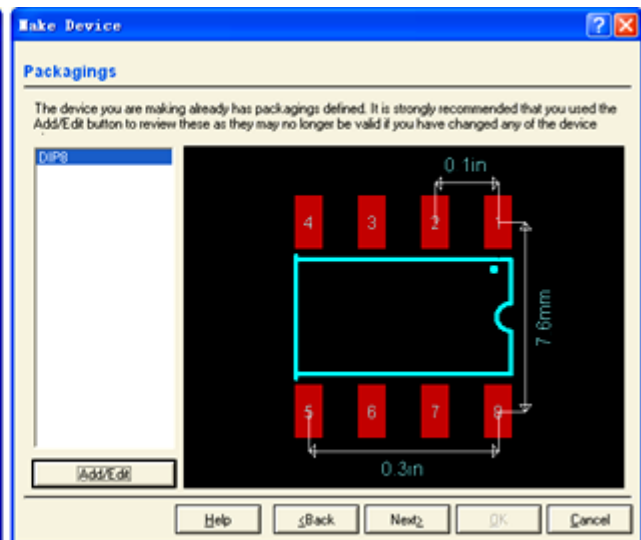 Make Device
Packagings
The device you are making already has packagings defined. It is strongly recommended that you used the
Add/Edit button to review these as they may no longer be valid if you have changed any of the device
DIP8
0.1in
4 3 2 1
7.6mm
5 6 7 8
0.3in
Add/Edit
Help <Back Next> OK Cancel